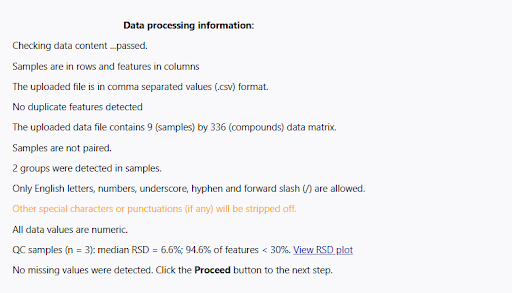 Data processing information:
Checking data content ...passed.
Samples are in rows and features in columns
The uploaded file is in comma separated values (.csv) format.
No duplicate features detected
The uploaded data file contains 9 (samples) by 336 (compounds) data matrix.
Samples are not paired.
2 groups were detected in samples.
Only English letters, numbers, underscore, hyphen and forward slash (/) are allowed.
Other special characters or punctuations (if any) will be stripped off.
All data values are numeric.
QC samples (n = 3): median RSD = 6.6%; 94.6% of features < 30%. View RSD plot
No missing values were detected. Click the Proceed button to the next step.